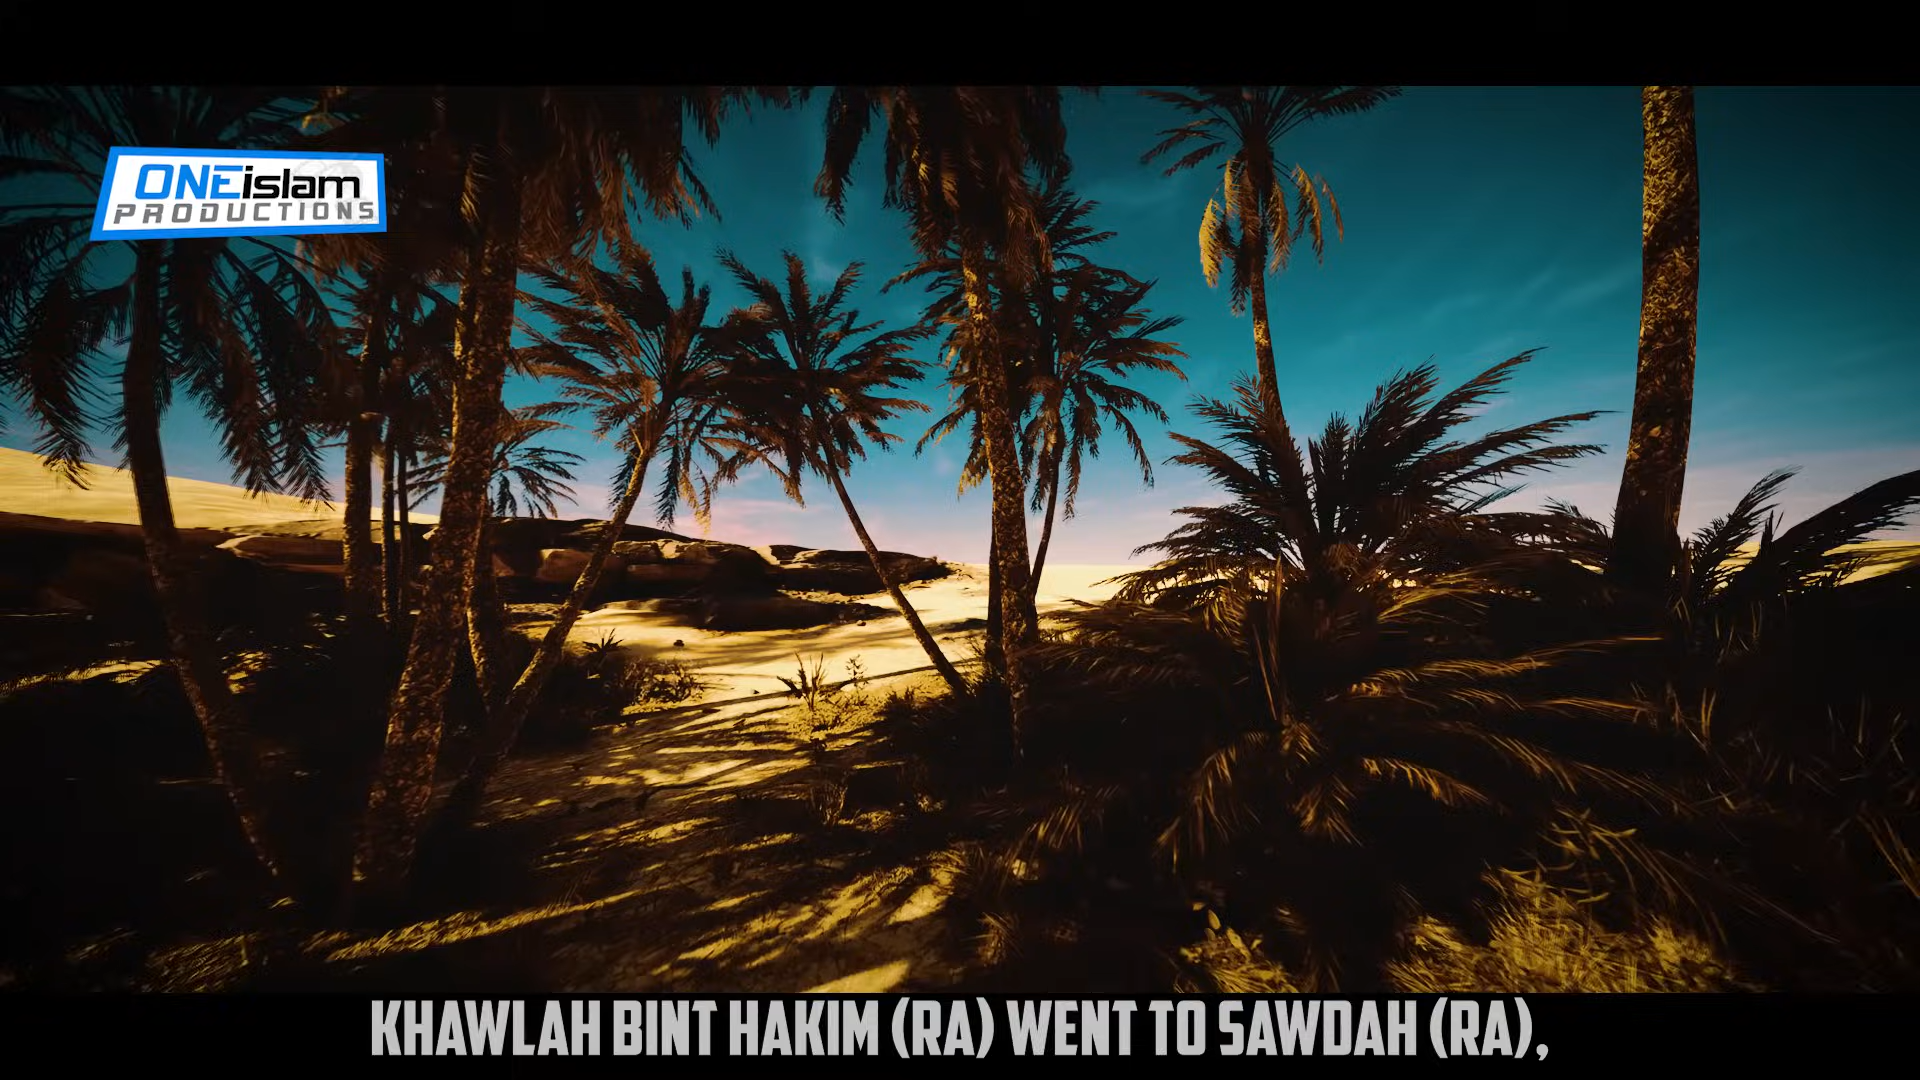 ONEislam
PRODUCTIONS
KHAWLAH BINT HAKIM (RA) WENT TO SAWDAH (RA),